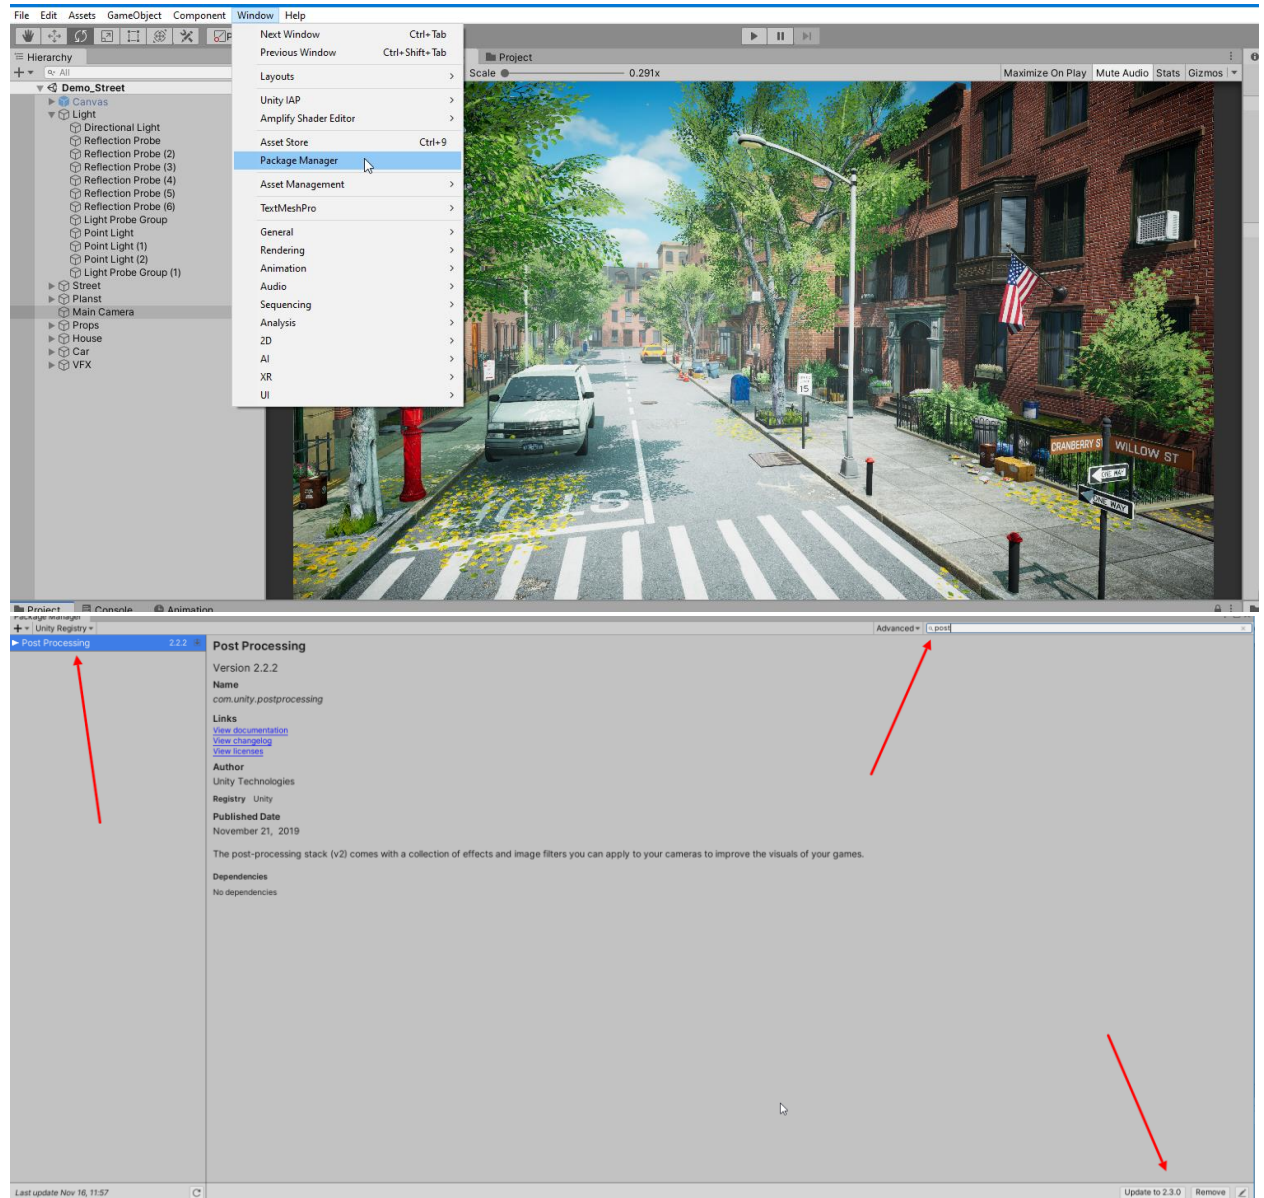 File Edit Assets GameObject Component Window Help
Next Window Ctrl+Tab
Previous Window Ctrl+Shift+Tab
Layouts
Unity IAP
Amplify Shader Editor
Asset Store Ctrl+9
Package Manager
Asset Management
TextMeshPro
General
Rendering
Animation
Audio
Sequencing
Analysis
2D
AI
XR
UI
Hierarchy
All
Demo_Street
Canvas
Light
Directional Light
Reflection Probe
Reflection Probe (2)
Reflection Probe (3)
Reflection Probe (4)
Reflection Probe (5)
Reflection Probe (6)
Light Probe Group
Point Light
Point Light (1)
Point Light (2)
Light Probe Group (1)
Street
Planst
Main Camera
Props
House
Car
VFX
Project
Scale 0.291x Maximize On Play Mute Audio Stats Gizmos
15
CRANBERRY ST WILLOW ST
ONE WAY
ONE WAY
Project Console Animation
Package Manager
Unity Registry Advanced post
Post Processing 2.2.2
Post Processing
Version 2.2.2
Name
com.unity.postprocessing
Links
View documentation
View changelog
View licenses
Author
Unity Technologies
Registry Unity
Published Date
November 21, 2019
The post-processing stack (v2) comes with a collection of effects and image filters you can apply to your cameras to improve the visuals of your games.
Dependencies
No dependencies
Last update Nov 16, 11:57 Update to 2.3.0 Remove